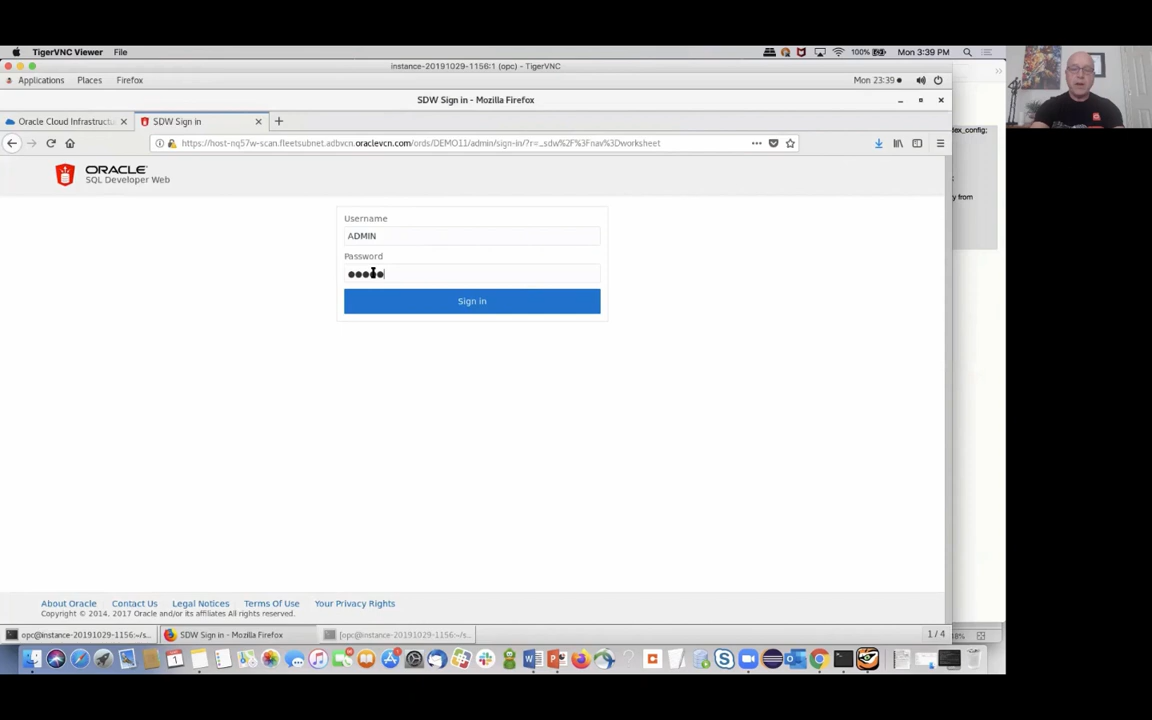 TigerVNC Viewer File 100% Mon 3:39 PM
instance-20191029-1156:1 (opc) - TigerVNC
Applications Places Firefox Mon 23:39
SDW Sign in - Mozilla Firefox
Oracle Cloud Infrastructu SDW Sign in
https://host-nq57w-scan.fleetsubnet.adbvcn.oraclevcn.com/ords/DEMO11/admin/sign-in/?r=_sdw%2F%3Fnav%3Dworksheet
dex_config;
y from
ORACLE
SQL Developer Web
Username
ADMIN
Password
Sign in
About Oracle Contact Us Legal Notices Terms Of Use Your Privacy Rights
Copyright © 2014, 2017 Oracle and/or its affiliates All rights reserved.
opc@instance-20191029-1156:~/s... SDW Sign in - Mozilla Firefox [opc@instance-20191029-1156:~/s... 1 / 4